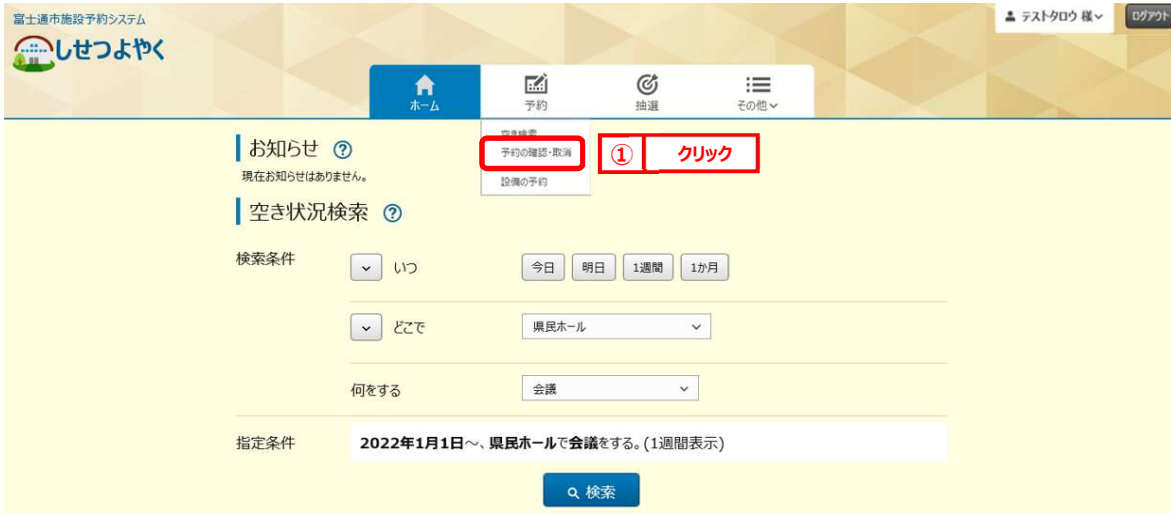 富士通市施設予約システム
しせつよやく
テストタロウ 様
ログアウト
ホーム
予約
抽選
その他
空き検索
予約の確認・取消
① クリック
設備の予約
お知らせ ?
現在お知らせはありません。
空き状況検索 ?
検索条件
いつ 今日 明日 1週間 1か月
どこで 県民ホール
何をする 会議
指定条件 2022年1月1日～、県民ホールで会議をする。(1週間表示)
検索